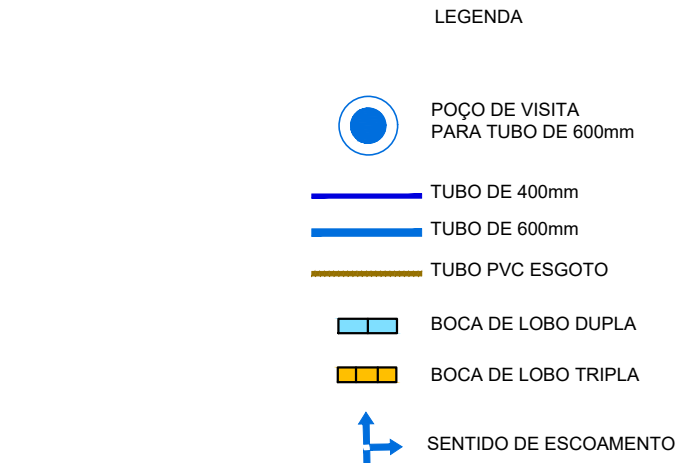 LEGENDA
POÇO DE VISITA
PARA TUBO DE 600mm
TUBO DE 400mm
TUBO DE 600mm
TUBO PVC ESGOTO
BOCA DE LOBO DUPLA
BOCA DE LOBO TRIPLA
SENTIDO DE ESCOAMENTO